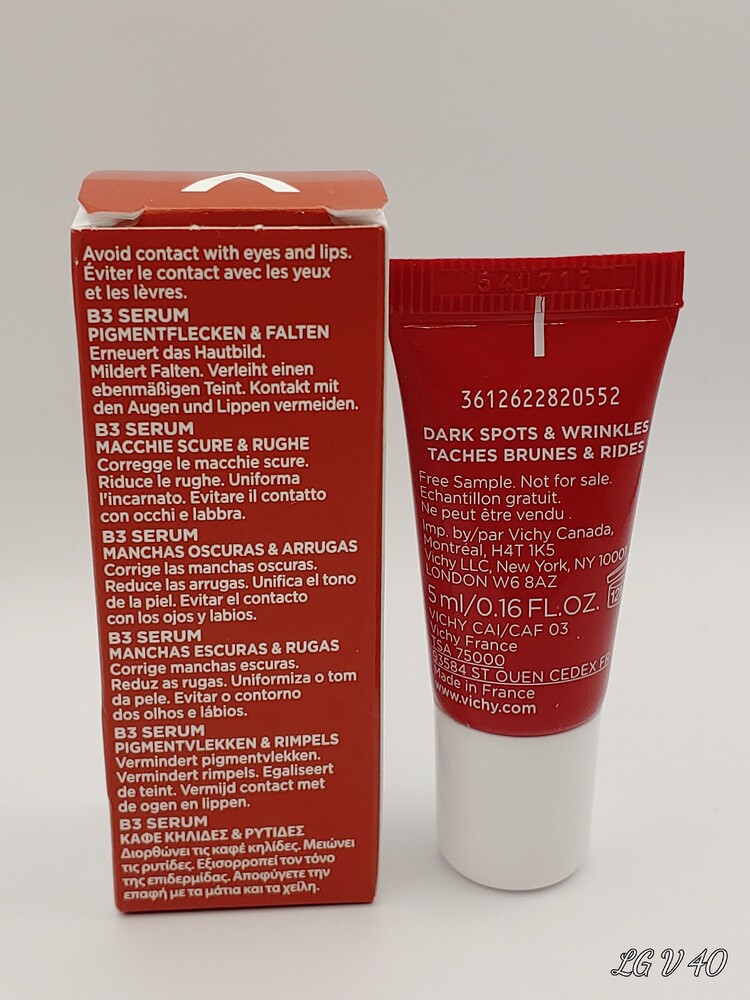 Avoid contact with eyes and lips.
Éviter le contact avec les yeux
et les lèvres.
B3 SERUM
PIGMENTFLECKEN & FALTEN
Erneuert das Hautbild.
Mildert Falten. Verleiht einen
ebenmäßigen Teint. Kontakt mit
den Augen und Lippen vermeiden.
B3 SERUM
MACCHIE SCURE & RUGHE
Corregge le macchie scure.
Riduce le rughe. Uniforma
l'incarnato. Evitare il contatto
con occhi e labbra.
B3 SERUM
MANCHAS OSCURAS & ARRUGAS
Corrige las manchas oscuras.
Reduce las arrugas. Unifica el tono
de la piel. Evitar el contacto
con los ojos y labios.
B3 SERUM
MANCHAS ESCURAS & RUGAS
Corrige manchas escuras.
Reduz as rugas. Uniformiza o tom
da pele. Evitar o contorno
dos olhos e lábios.
B3 SERUM
PIGMENTVLEKKEN & RIMPELS
Vermindert pigmentvlekken.
Vermindert rimpels. Egaliseert
de teint. Vermijd contact met
de ogen en lippen.
B3 SERUM
ΚΑΦΕ ΚΗΛΙΔΕΣ & ΡΥΤΙΔΕΣ
Διορθώνει τις καφέ κηλίδες. Μειώνει
τις ρυτίδες. Εξισορροπεί τον τόνο
της επιδερμίδας. Αποφύγετε την
επαφή με τα μάτια και τα χείλη.
3612622820552
DARK SPOTS & WRINKLES
TACHES BRUNES & RIDES
Free Sample. Not for sale.
Echantillon gratuit.
Ne peut être vendu.
Imp. by/par Vichy Canada,
Montréal, H4T 1K5
Vichy LLC, New York, NY 10001
LONDON W6 8AZ
5 ml/0.16 FL.OZ.
VICHY CAI/CAF 03
Vichy France
TSA 75000
93584 ST OUEN CEDEX FR
Made in France
www.vichy.com
LG V 40